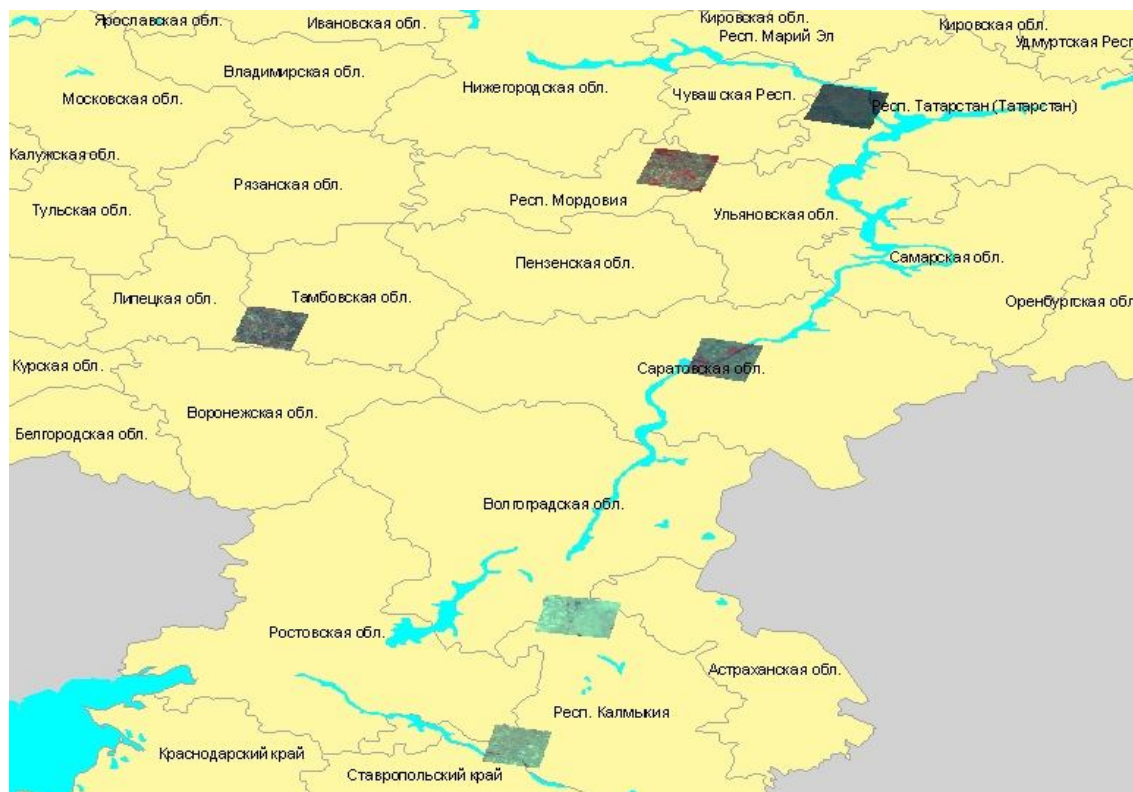 Ярославская обл.
Ивановская обл.
Кировская обл.
Кировская обл.
Респ. Марий Эл
Удмуртская Респ
Владимирская обл.
Нижегородская обл.
Чувашская Респ.
Московская обл.
Респ. Татарстан (Татарстан)
Калужская обл.
Рязанская обл.
Респ. Мордовия
Тульская обл.
Ульяновская обл.
Пензенская обл.
Самарская обл.
Липецкая обл.
Тамбовская обл.
Оренбургская обл
Курская обл.
Саратовская обл.
Воронежская обл.
Белгородская обл.
Волгоградская обл.
Ростовская обл.
Астраханская обл.
Респ. Калмыкия
Краснодарский край
Ставропольский край